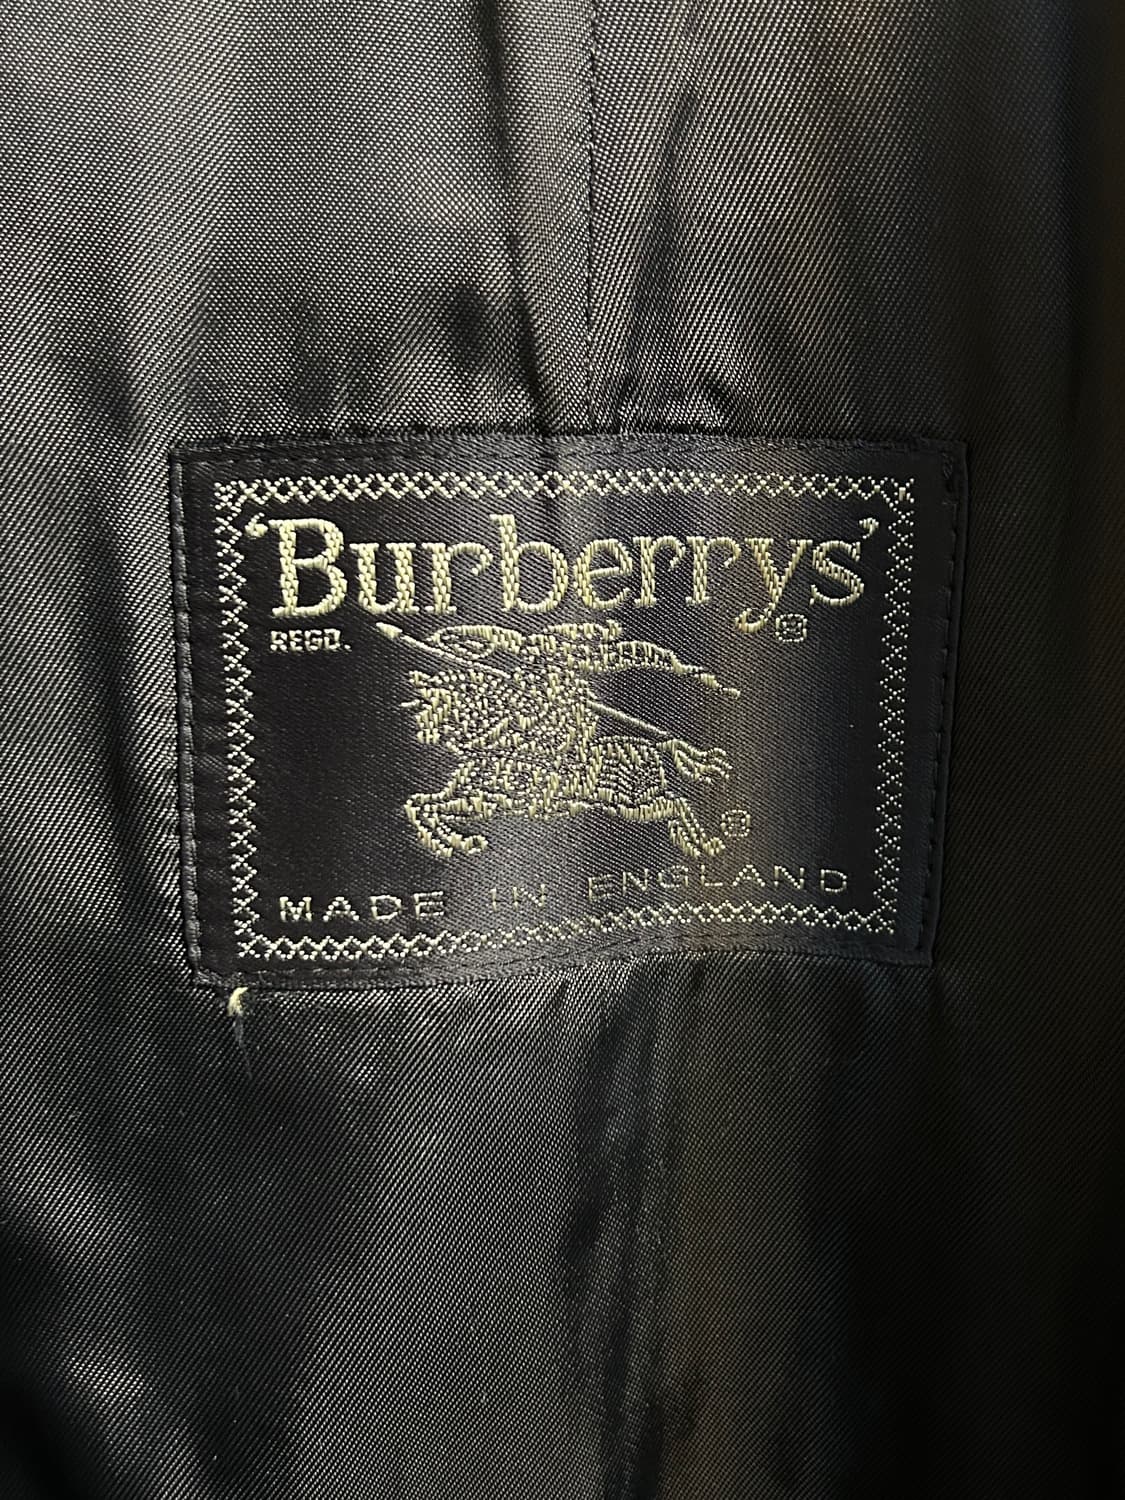 ‘Burberrys’
REGD. ®
®
MADE IN ENGLAND